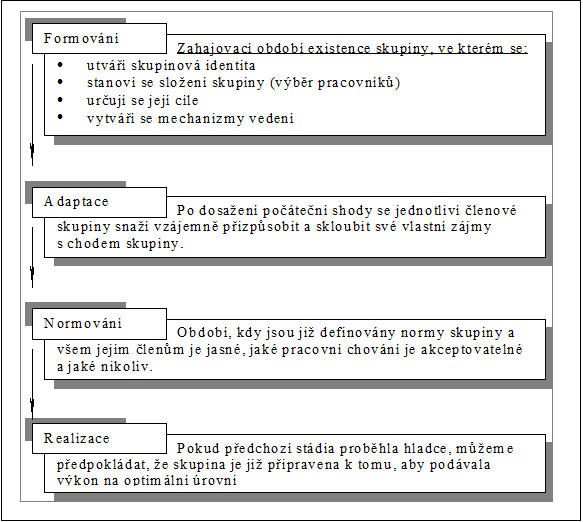 Formování
Zahajovací období existence skupiny, ve kterém se:
• utváří skupinová identita
• stanoví se složení skupiny (výběr pracovníků)
• určují se její cíle
• vytváří se mechanizmy vedení
Adaptace
Po dosažení počáteční shody se jednotliví členové
skupiny snaží vzájemně přizpůsobit a skloubit své vlastní zájmy
s chodem skupiny.
Normování
Období, kdy jsou již definovány normy skupiny a
všem jejím členům je jasné, jaké pracovní chování je akceptovatelné
a jaké nikoliv.
Realizace
Pokud předchozí stádia proběhla hladce, můžeme
předpokládat, že skupina je již připravena k tomu, aby podávala
výkon na optimální úrovni